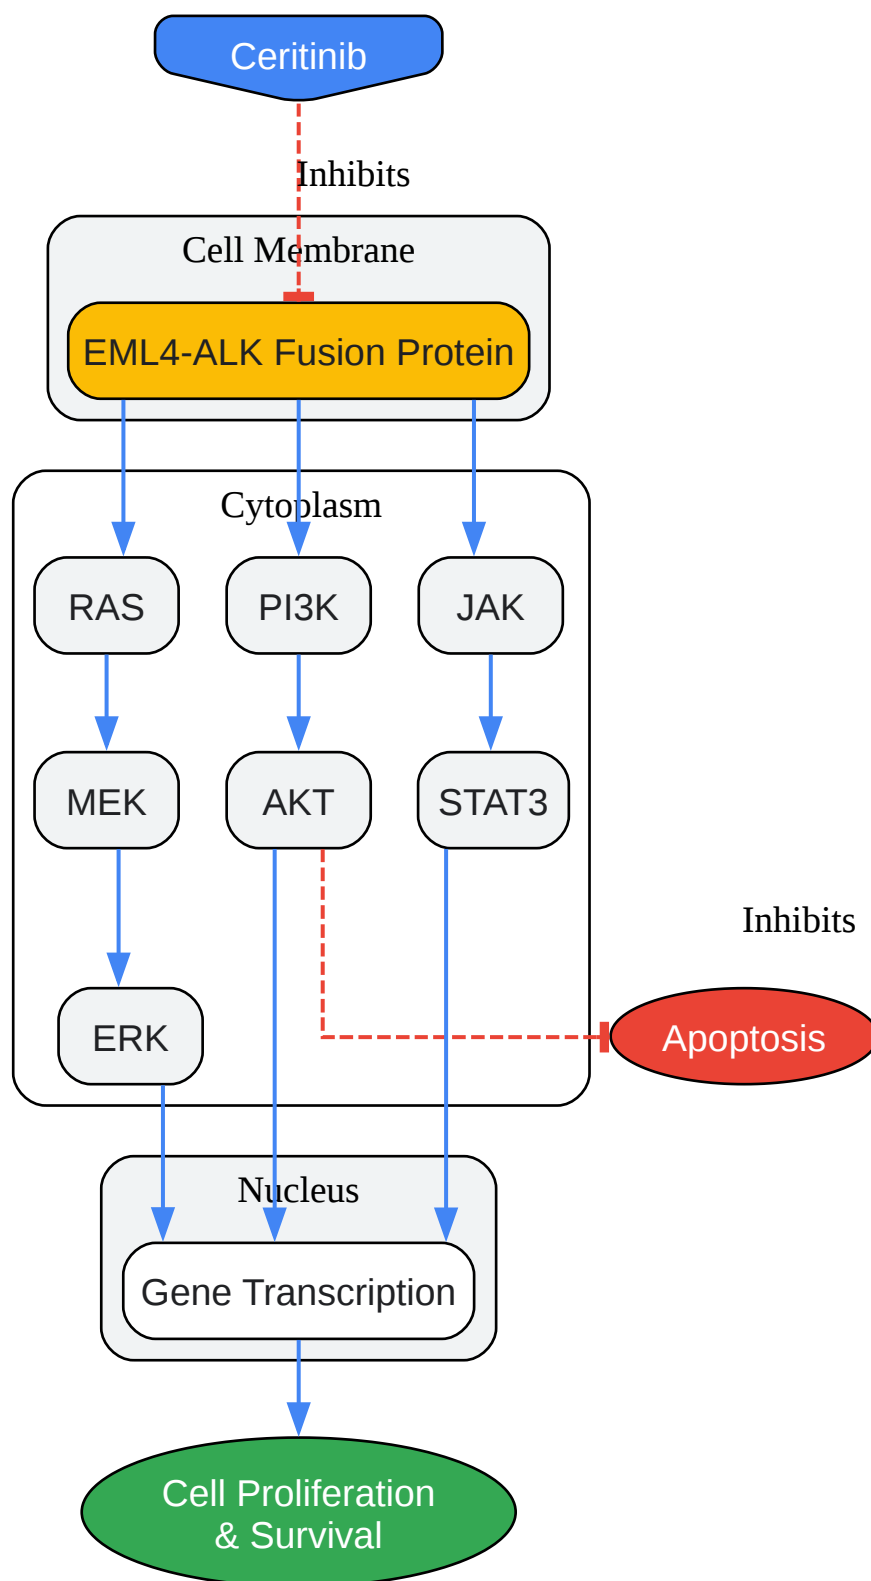 Ceritinib
Inhibits
Cell Membrane
EML4-ALK Fusion Protein
Cytoplasm
RAS
PI3K
JAK
MEK
AKT
STAT3
Inhibits
ERK
Apoptosis
Nucleus
Gene Transcription
Cell Proliferation
& Survival